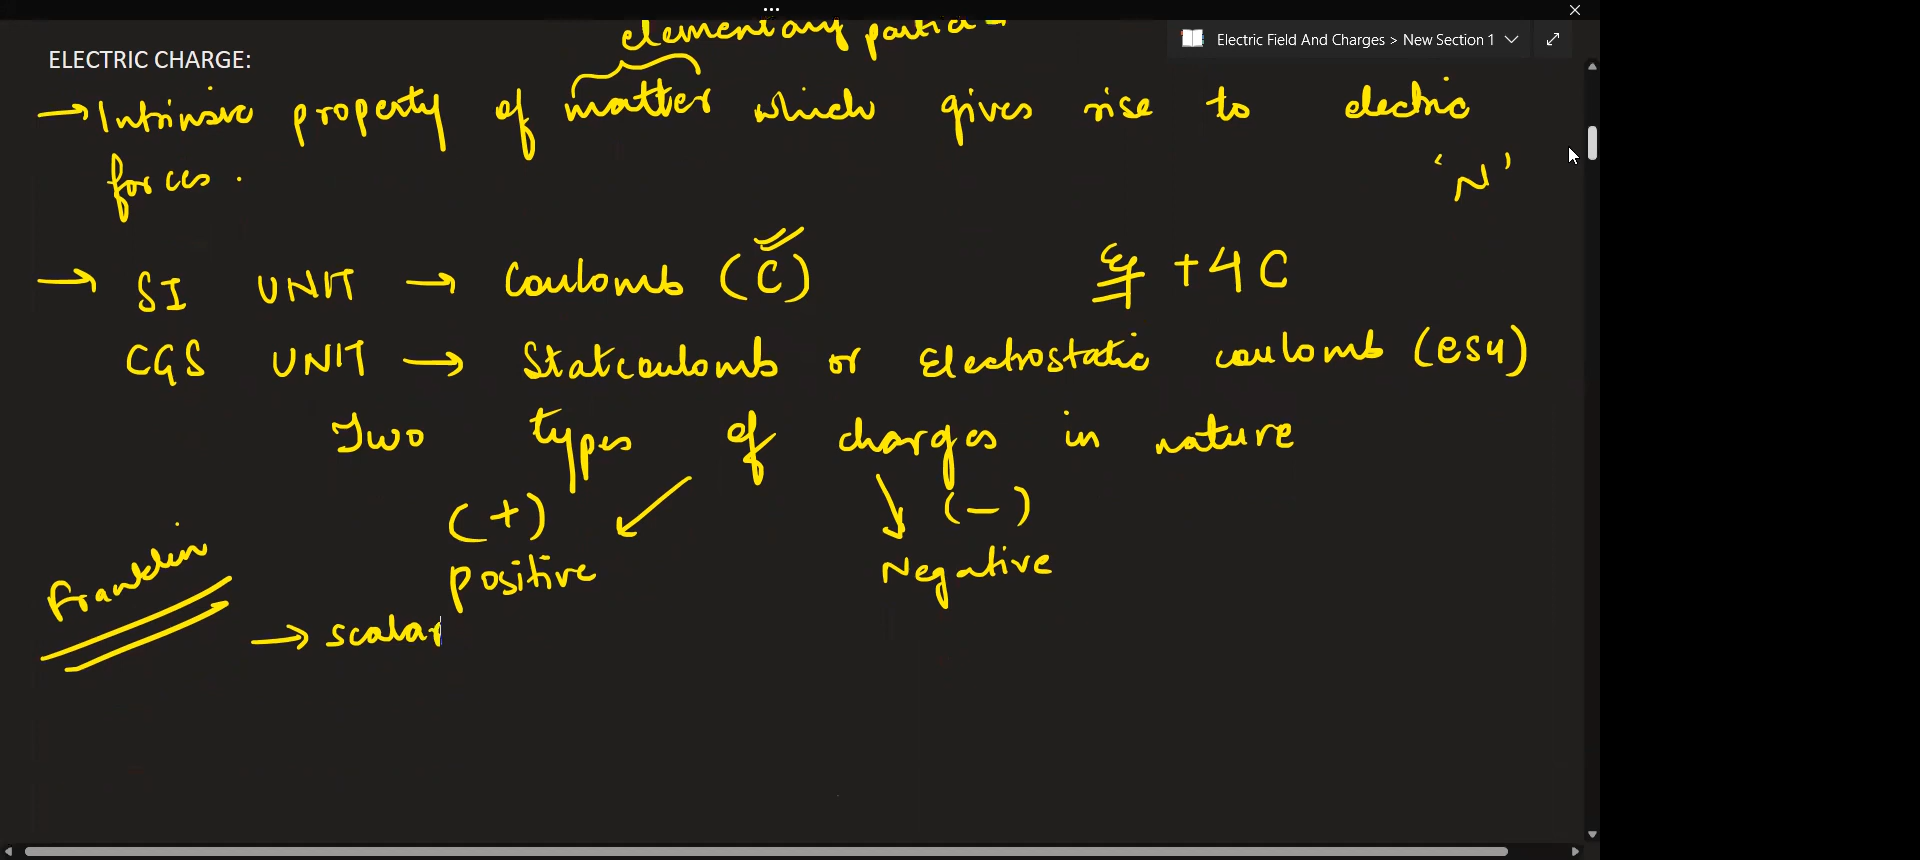 elementary
ELECTRIC CHARGE:
Electric Field And Charges > New Section 1
→ Intrinsic property of matter which gives rise to electric
forces.
'N'
→ SI UNIT → Coulomb (C)
+4 C
CGS UNIT → Statcoulomb or Electrostatic coulomb (esu)
Two types of charges in nature
(+) (-)
Positive Negative
Franklin
→ scalar